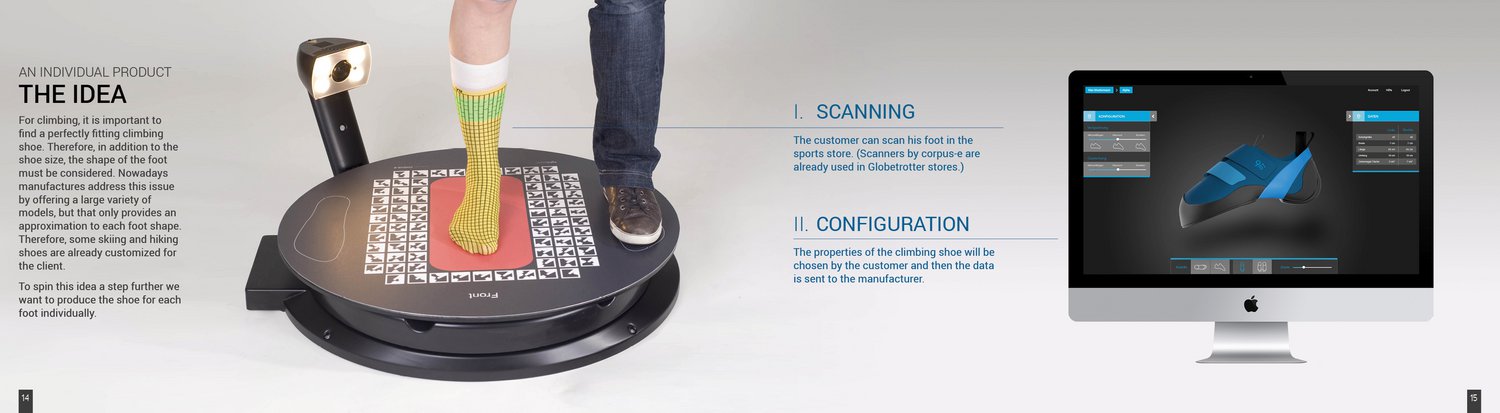 AN INDIVIDUAL PRODUCT
THE IDEA
For climbing, it is important to
find a perfectly fitting climbing
shoe. Therefore, in addition to the
shoe size, the shape of the foot
must be considered. Nowadays
manufactures address this issue
by offering a large variety of
models, but that only provides an
approximation to each foot shape.
Therefore, some skiing and hiking
shoes are already customized for
the client.
To spin this idea a step further we
want to produce the shoe for each
foot individually.
14
Front
I. SCANNING
The customer can scan his foot in the
sports store. (Scanners by corpus-e are
already used in Globetrotter stores.)
II. CONFIGURATION
The properties of the climbing shoe will be
chosen by the customer and then the data
is sent to the manufacturer.
Account
Logout
KONFIGURATION
DATEN
15